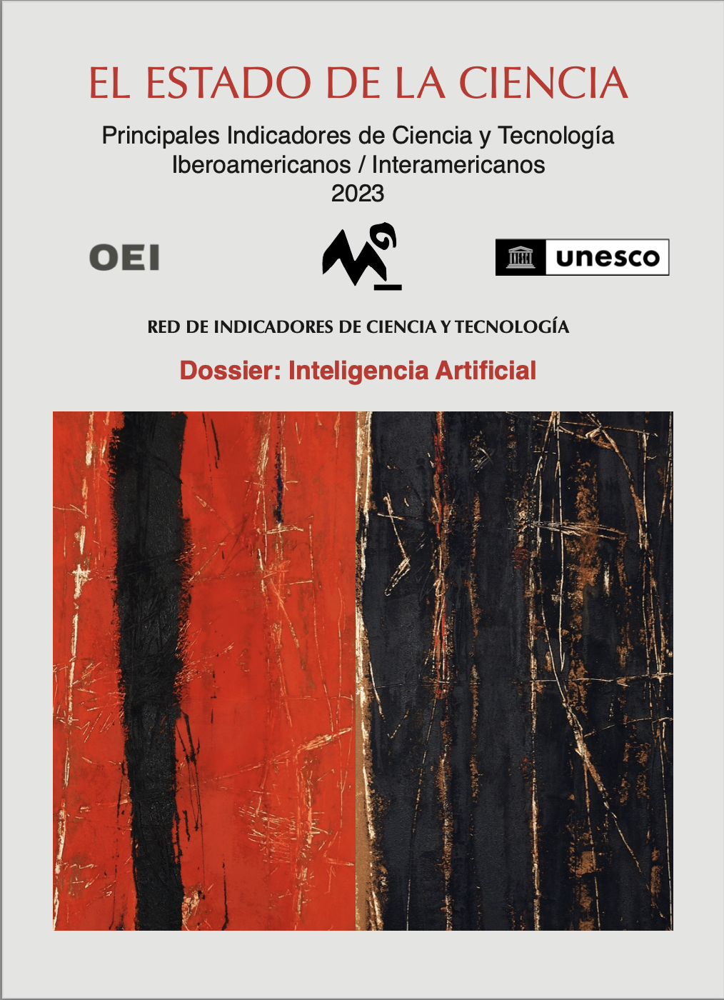 EL ESTADO DE LA CIENCIA
Principales Indicadores de Ciencia y Tecnología
Iberoamericanos / Interamericanos
2023
OEI
UNESCO
unesco
RED DE INDICADORES DE CIENCIA Y TECNOLOGÍA
Dossier: Inteligencia Artificial